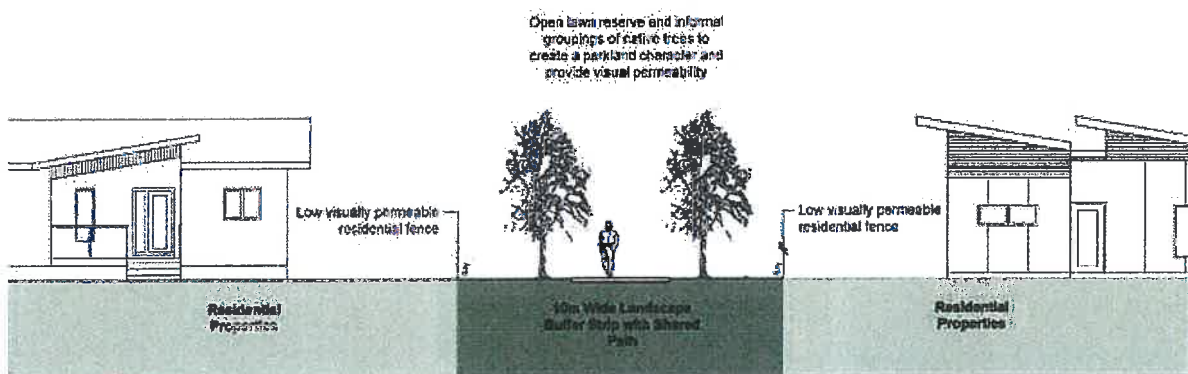 Open lawn reserve and informal
groupings of native trees to
create a parkland character and
provide visual permeability
Low visually permeable
residential fence
Low visually permeable
residential fence
Residential
Properties
10m Wide Landscape
Buffer Strip with Shared
Path
Residential
Properties